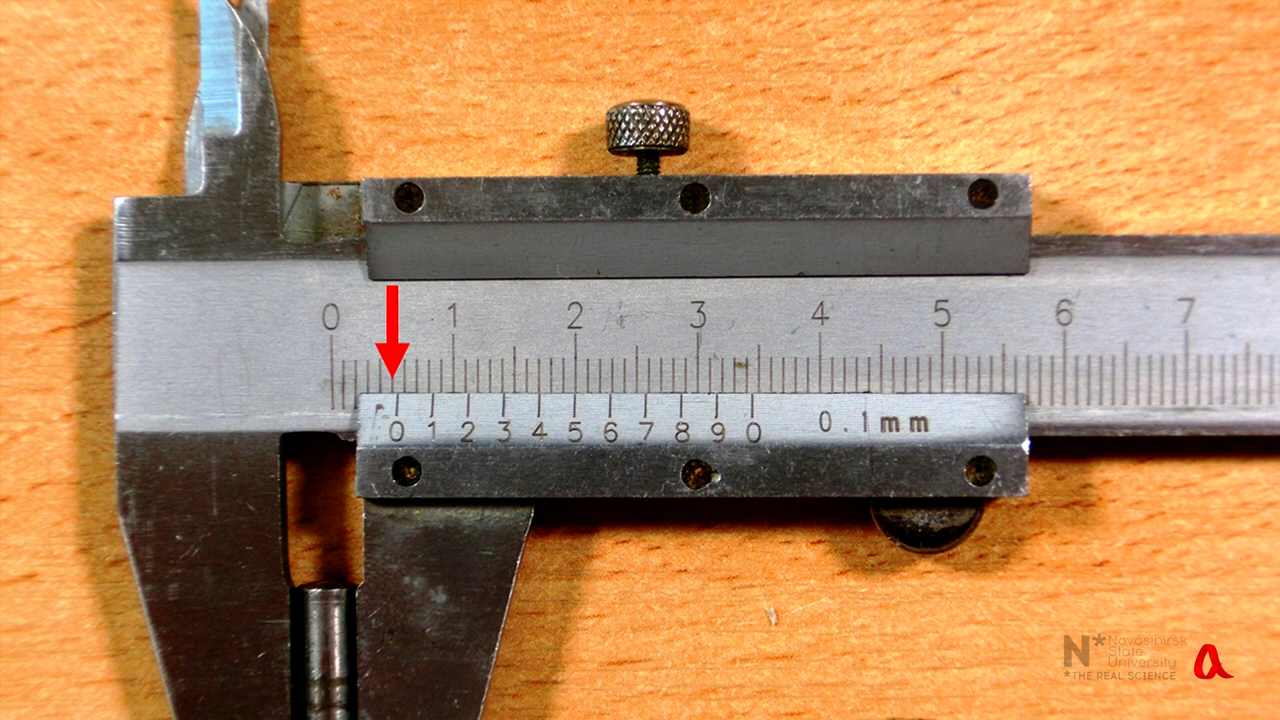 0 1 2 3 4 5 6 7
0 1 2 3 4 5 6 7 8 9 0 0.1mm
N* Novosibirsk
State
University
*THE REAL SCIENCE
a